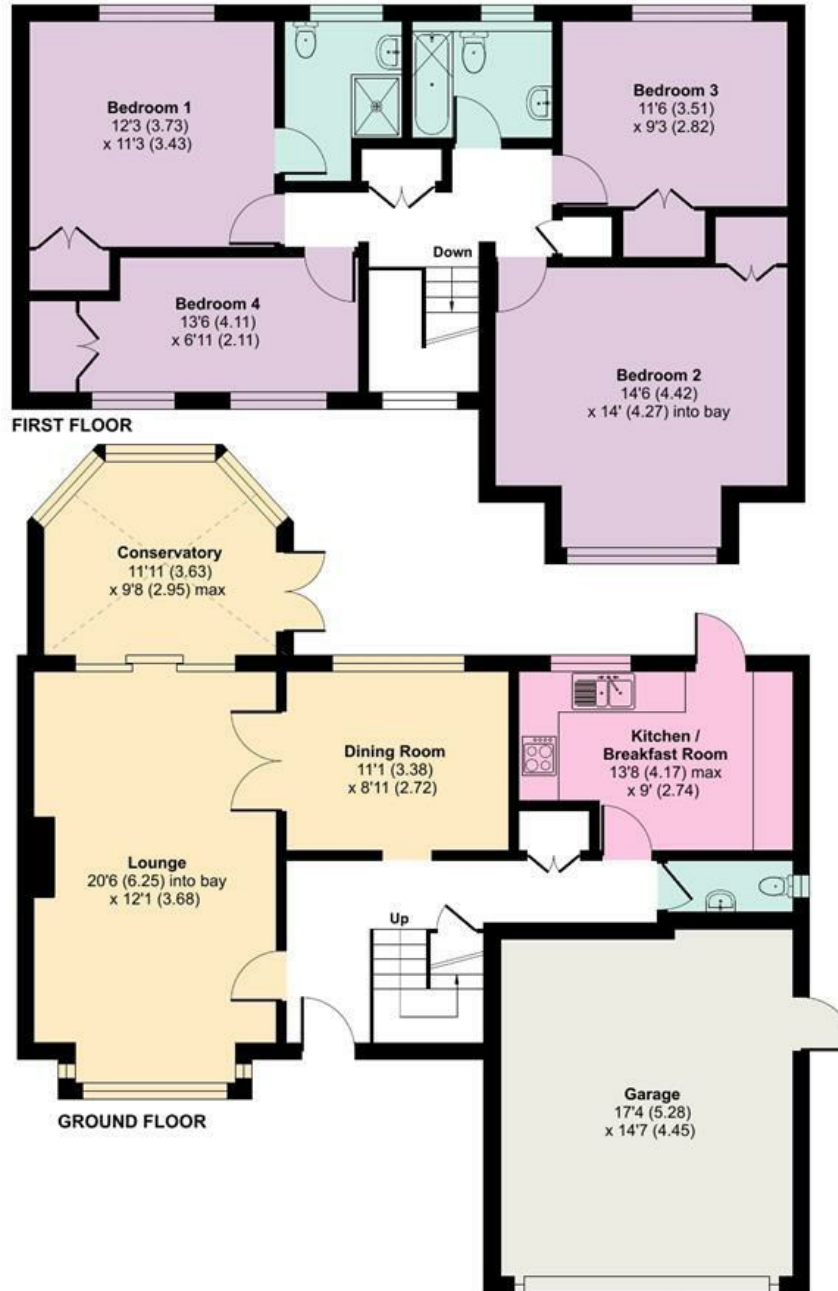 Bedroom 1
12'3 (3.73)
x 11'3 (3.43)
Bedroom 3
11'6 (3.51)
x 9'3 (2.82)
Down
Bedroom 4
13'6 (4.11)
x 6'11 (2.11)
Bedroom 2
14'6 (4.42)
x 14' (4.27) into bay
FIRST FLOOR
Conservatory
11'11 (3.63)
x 9'8 (2.95) max
Kitchen /
Breakfast Room
13'8 (4.17) max
x 9' (2.74)
Dining Room
11'1 (3.38)
x 8'11 (2.72)
Lounge
20'6 (6.25) into bay
x 12'1 (3.68)
Up
Garage
17'4 (5.28)
x 14'7 (4.45)
GROUND FLOOR